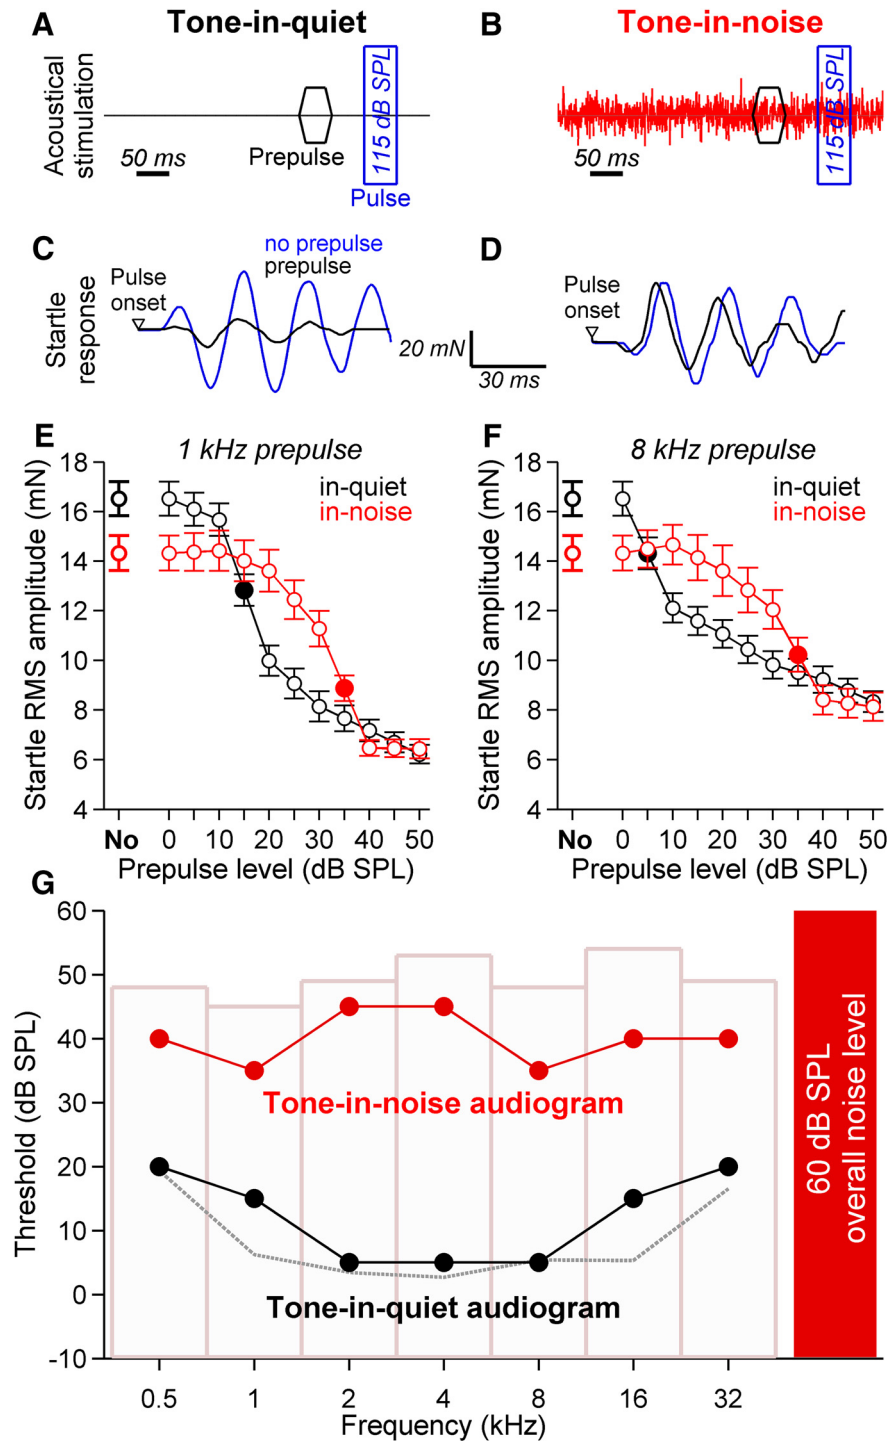 A
Tone-in-quiet
Acoustical
stimulation
50 ms
Prepulse
115 dB SPL
Pulse
B
Tone-in-noise
50 ms
115 dB SPL
C
Startle
response
Pulse
onset
no prepulse
prepulse
20 mN
30 ms
D
Pulse
onset
E
1 kHz prepulse
in-quiet
in-noise
Startle RMS amplitude (mN)
18
16
14
12
10
8
6
4
No 0 10 20 30 40 50
Prepulse level (dB SPL)
F
8 kHz prepulse
in-quiet
in-noise
Startle RMS amplitude (mN)
18
16
14
12
10
8
6
4
No 0 10 20 30 40 50
Prepulse level (dB SPL)
G
Threshold (dB SPL)
60
50
40
30
20
10
0
-10
Tone-in-noise audiogram
Tone-in-quiet audiogram
60 dB SPL
overall noise level
0.5 1 2 4 8 16 32
Frequency (kHz)